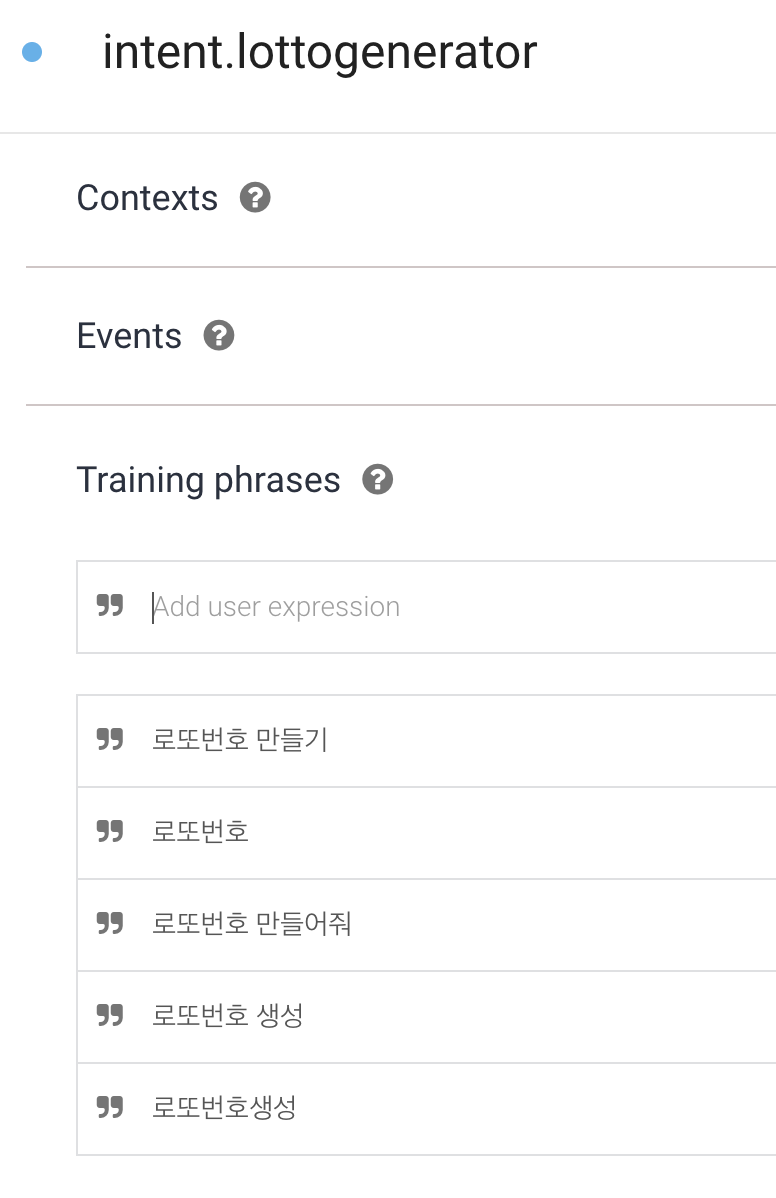 intent.lottogenerator
Contexts ?
Events ?
Training phrases ?
Add user expression
로또번호 만들기
로또번호
로또번호 만들어줘
로또번호 생성
로또번호생성